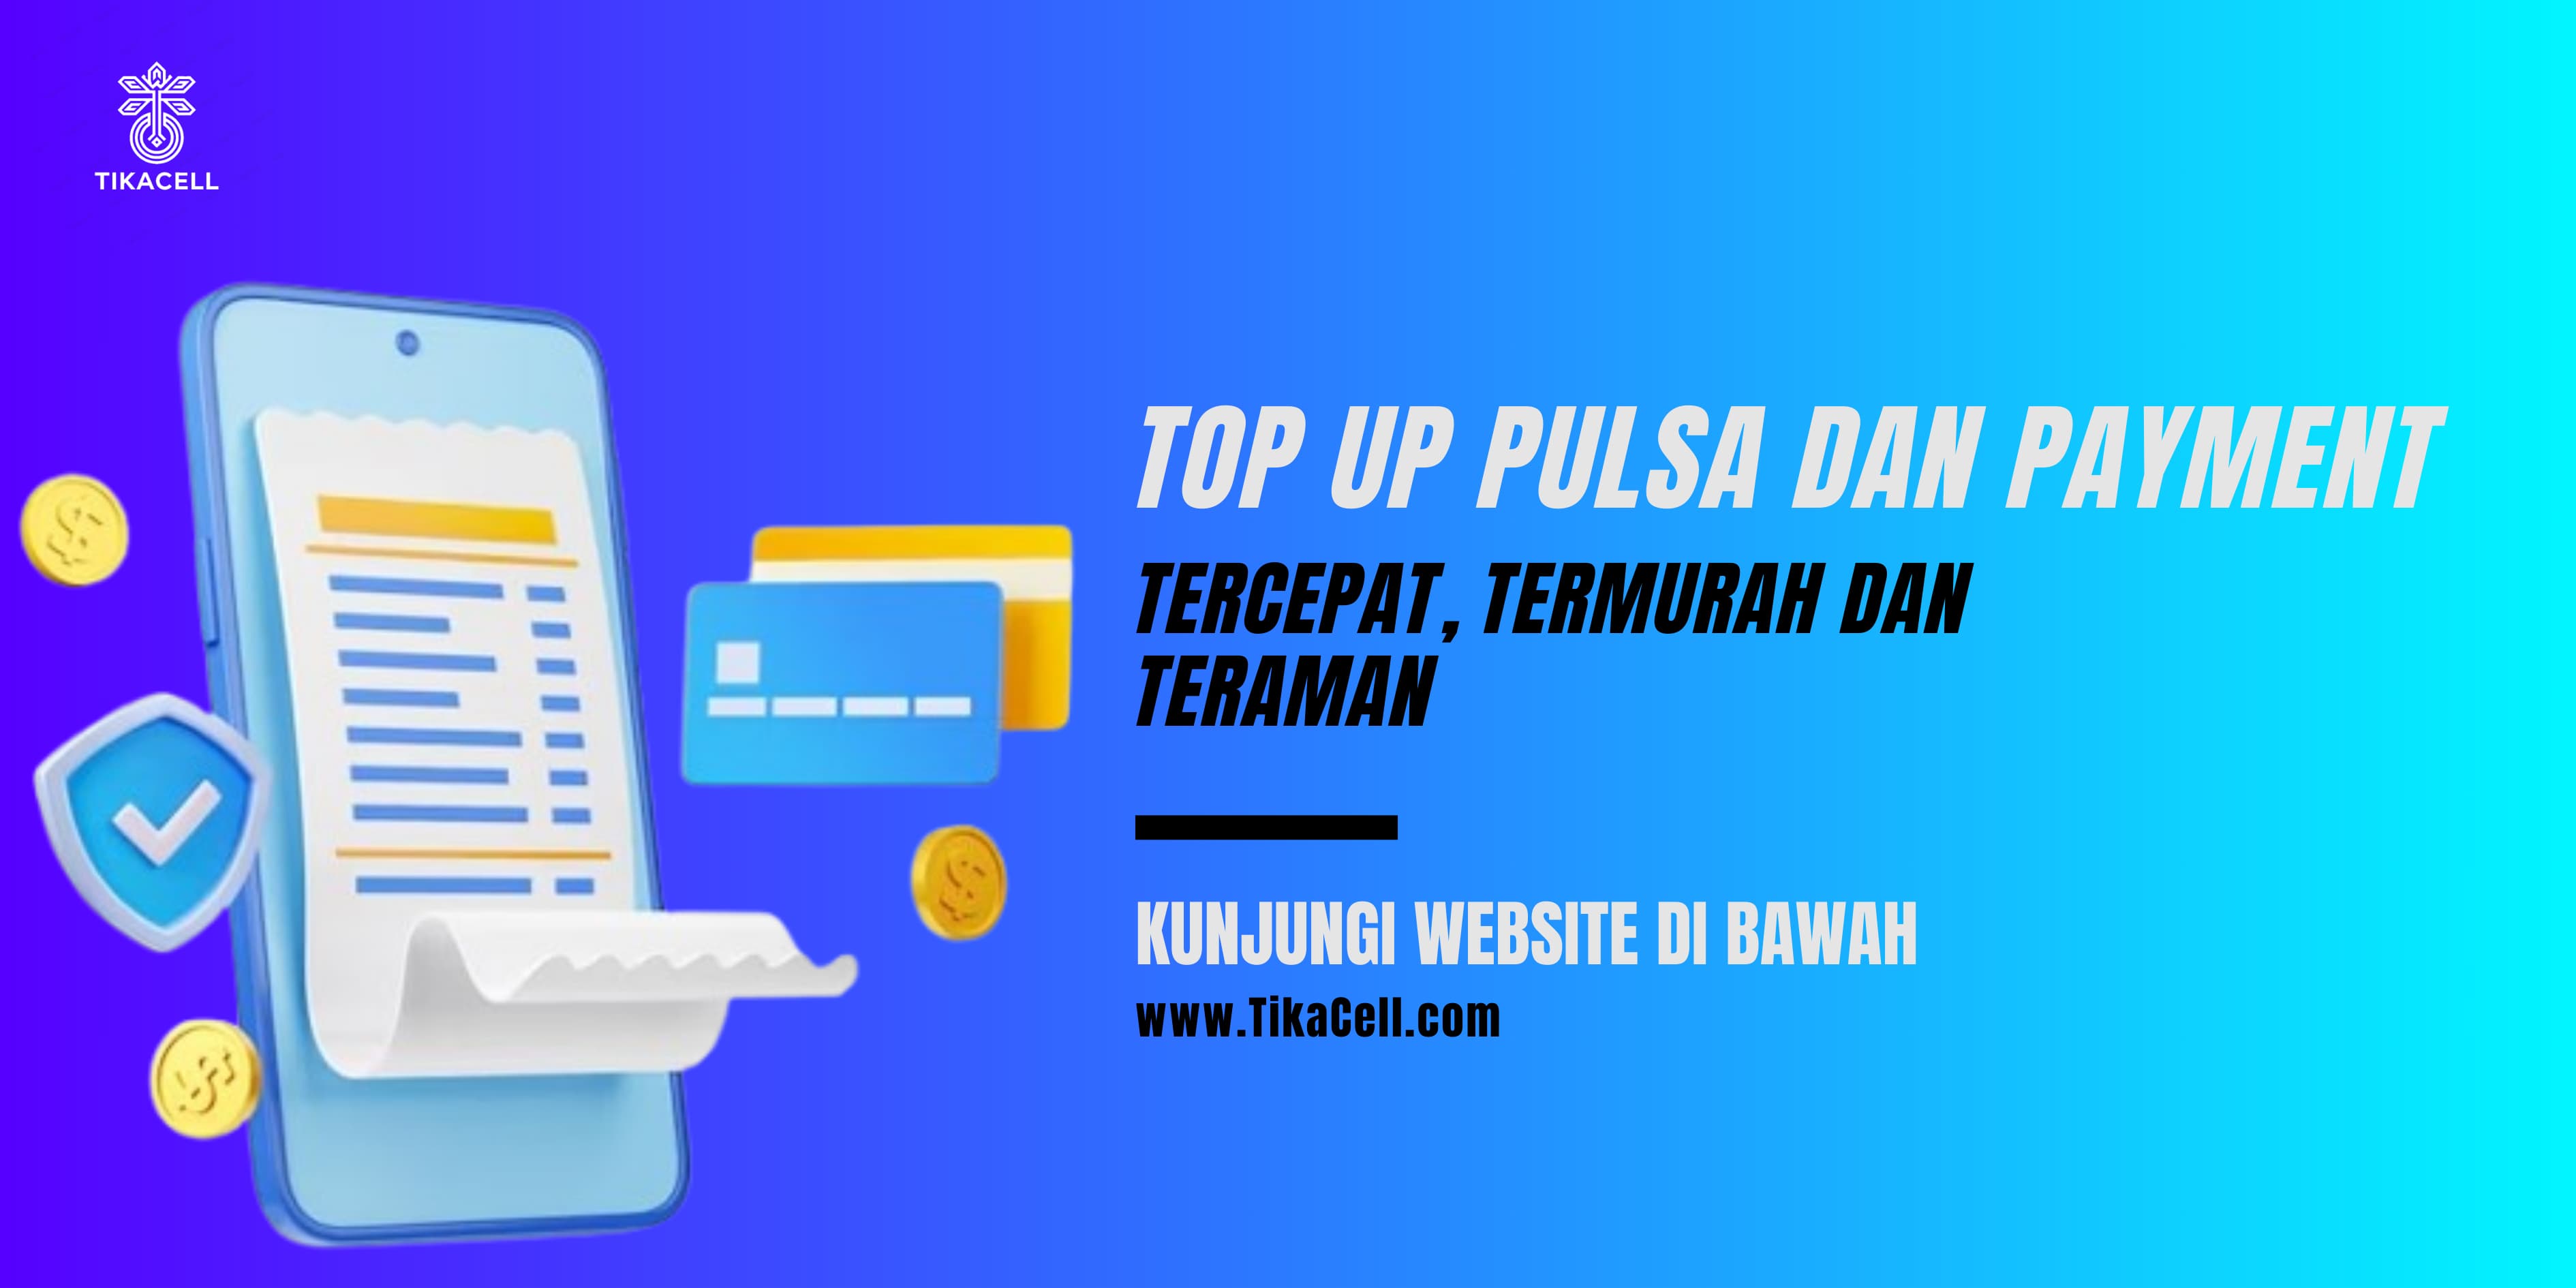 TIKACELL
TOP UP PULSA DAN PAYMENT
TERCEPAT, TERMURAH DAN
TERAMAN
KUNJUNGI WEBSITE DI BAWAH
www.TikaCell.com